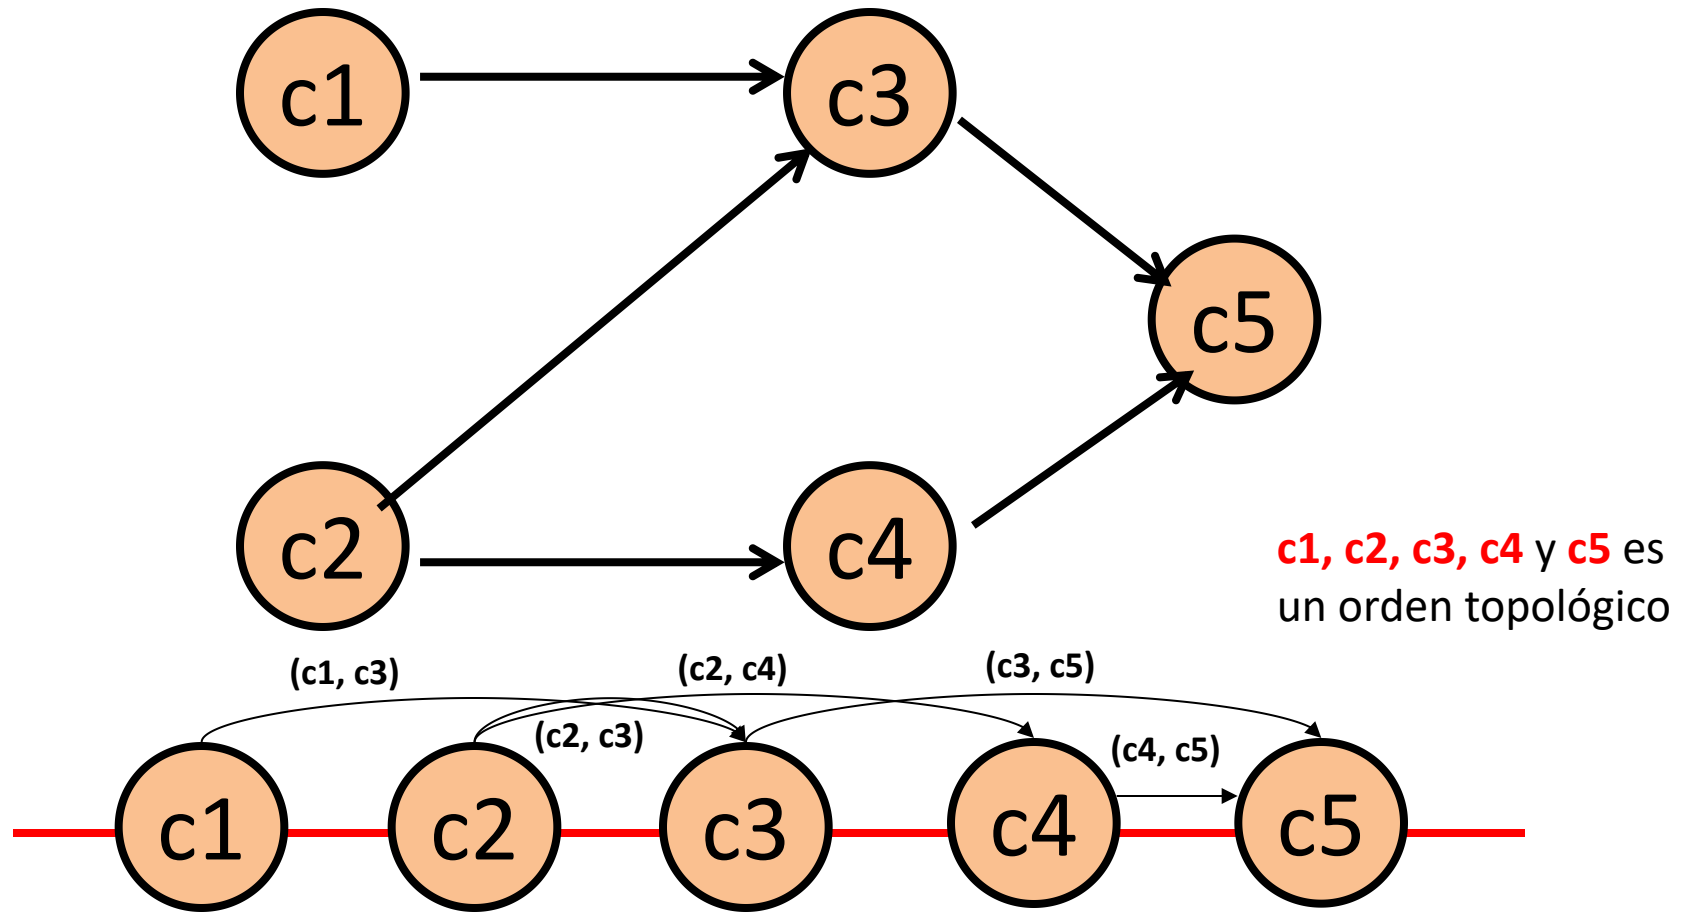 c1
c3
c5
c2
c4
c1, c2, c3, c4 y c5 es
un orden topológico
(c1, c3)
(c2, c4)
(c3, c5)
(c2, c3)
(c4, c5)
c1
c2
c3
c4
c5